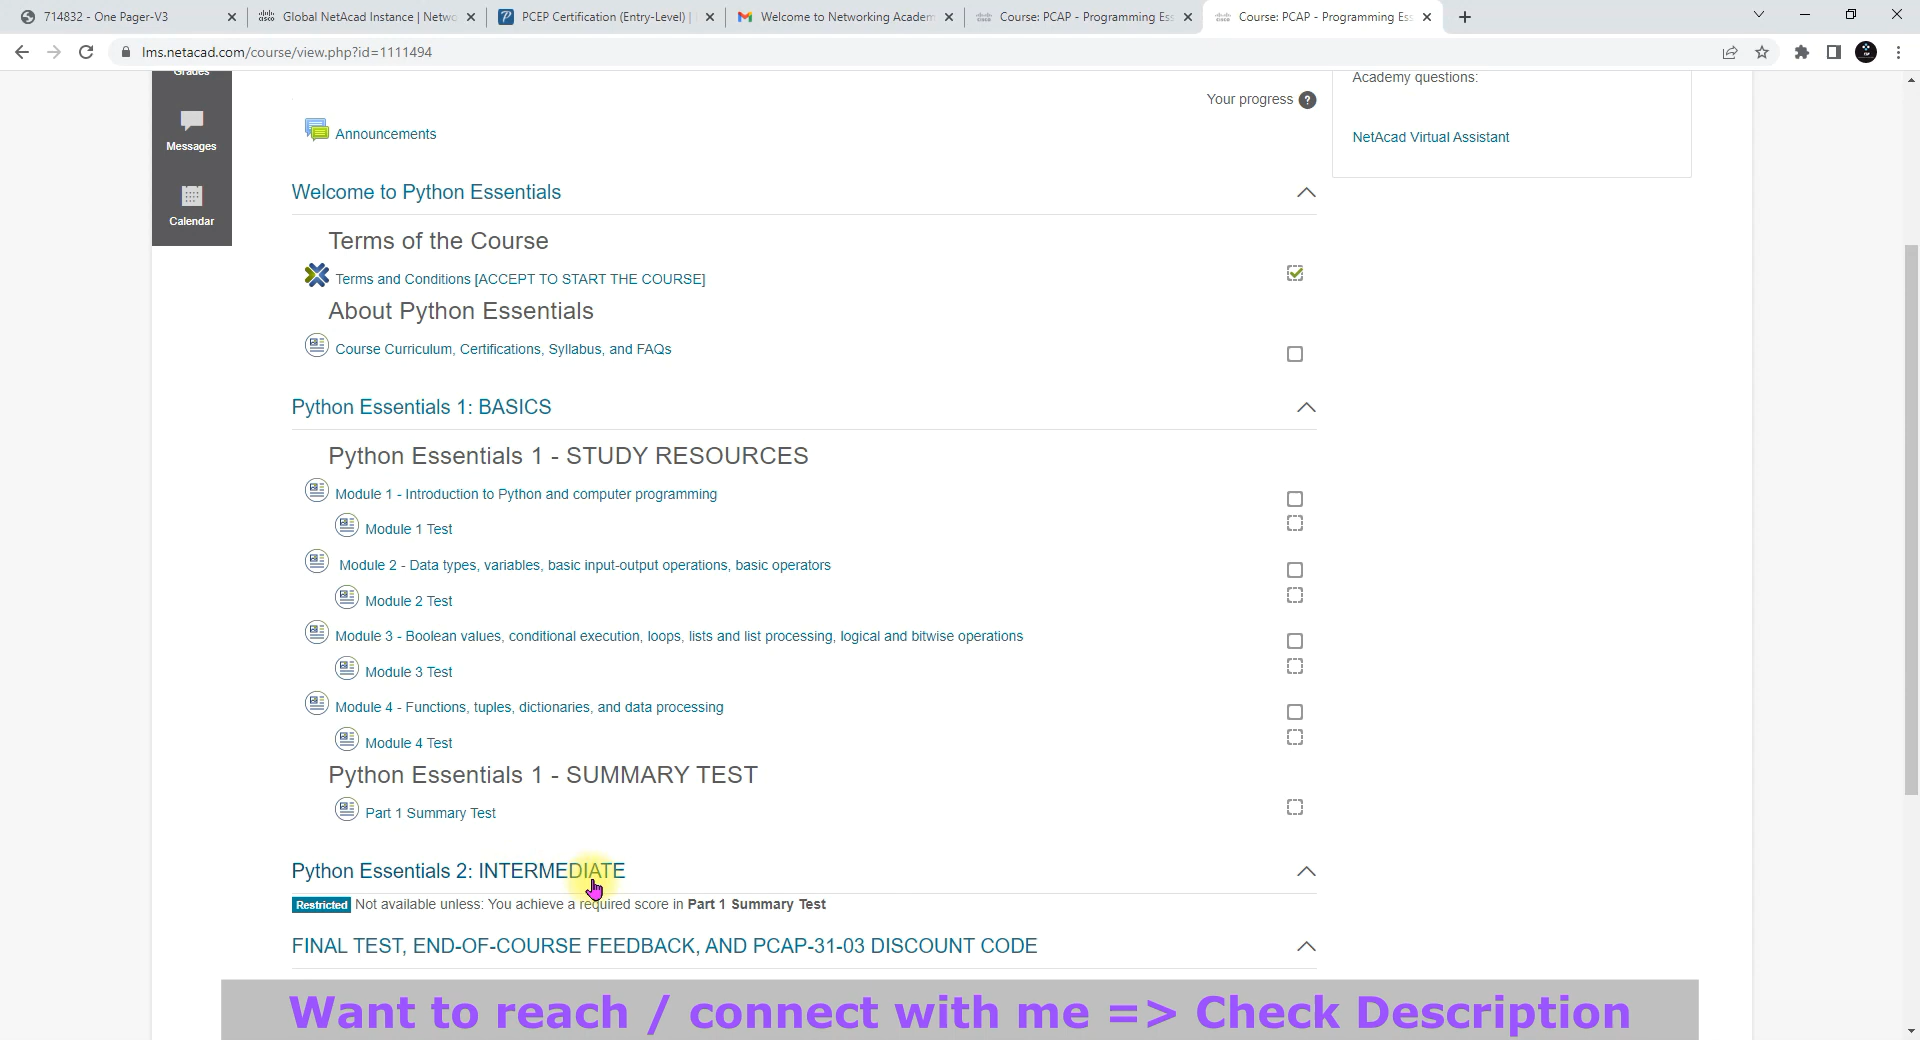 714832 - One Pager-V3
Global NetAcad Instance | Netwo
PCEP Certification (Entry-Level) |
Welcome to Networking Academ
Course: PCAP - Programming Ess
Course: PCAP - Programming Ess
lms.netacad.com/course/view.php?id=1111494
Grades
Messages
Calendar
Academy questions:
NetAcad Virtual Assistant
Your progress
Announcements
Welcome to Python Essentials
Terms of the Course
Terms and Conditions [ACCEPT TO START THE COURSE]
About Python Essentials
Course Curriculum, Certifications, Syllabus, and FAQs
Python Essentials 1: BASICS
Python Essentials 1 - STUDY RESOURCES
Module 1 - Introduction to Python and computer programming
Module 1 Test
Module 2 - Data types, variables, basic input-output operations, basic operators
Module 2 Test
Module 3 - Boolean values, conditional execution, loops, lists and list processing, logical and bitwise operations
Module 3 Test
Module 4 - Functions, tuples, dictionaries, and data processing
Module 4 Test
Python Essentials 1 - SUMMARY TEST
Part 1 Summary Test
Python Essentials 2: INTERMEDIATE
Restricted Not available unless: You achieve a required score in Part 1 Summary Test
FINAL TEST, END-OF-COURSE FEEDBACK, AND PCAP-31-03 DISCOUNT CODE
Want to reach / connect with me => Check Description